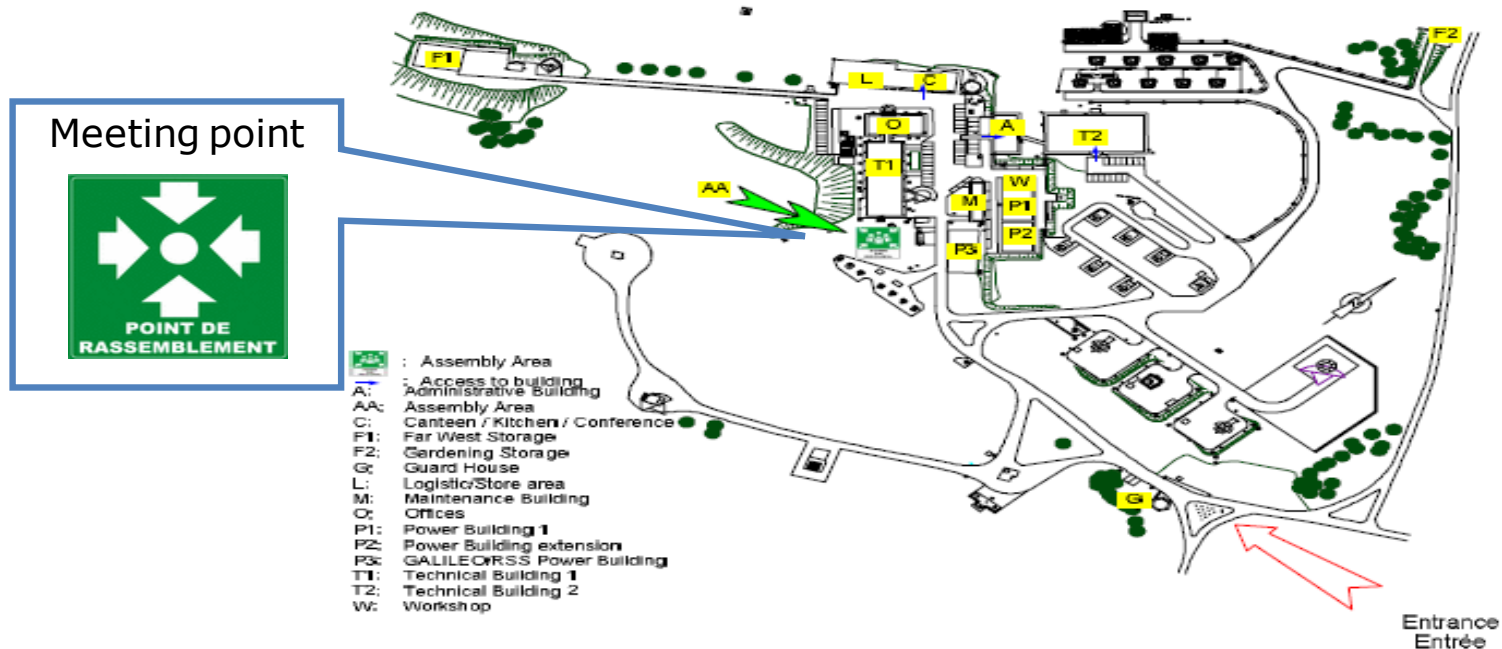 F1
L
C
F2
O
A
T2
Meeting point
T1
AA
W
M
P1
P2
P3
POINT DE
RASSEMBLEMENT
: Assembly Area
: Access to building
A: Administrative Building
AA: Assembly Area
C: Canteen / Kitchen / Conference
F1: Far West Storage
F2: Gardening Storage
G: Guard House
L: Logistic/Store area
M: Maintenance Building
O: Offices
P1: Power Building 1
P2: Power Building extension
P3: GALILEO/RSS Power Building
T1: Technical Building 1
T2: Technical Building 2
W: Workshop
G
Entrance
Entrée